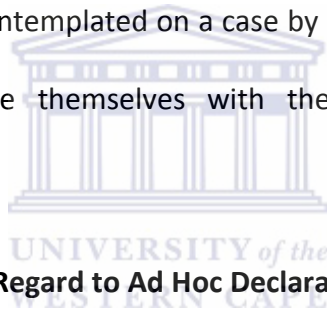 ntemplated on a case by
e themselves with the
UNIVERSITY of the
Regard to Ad Hoc Declara
WESTERN CAPE